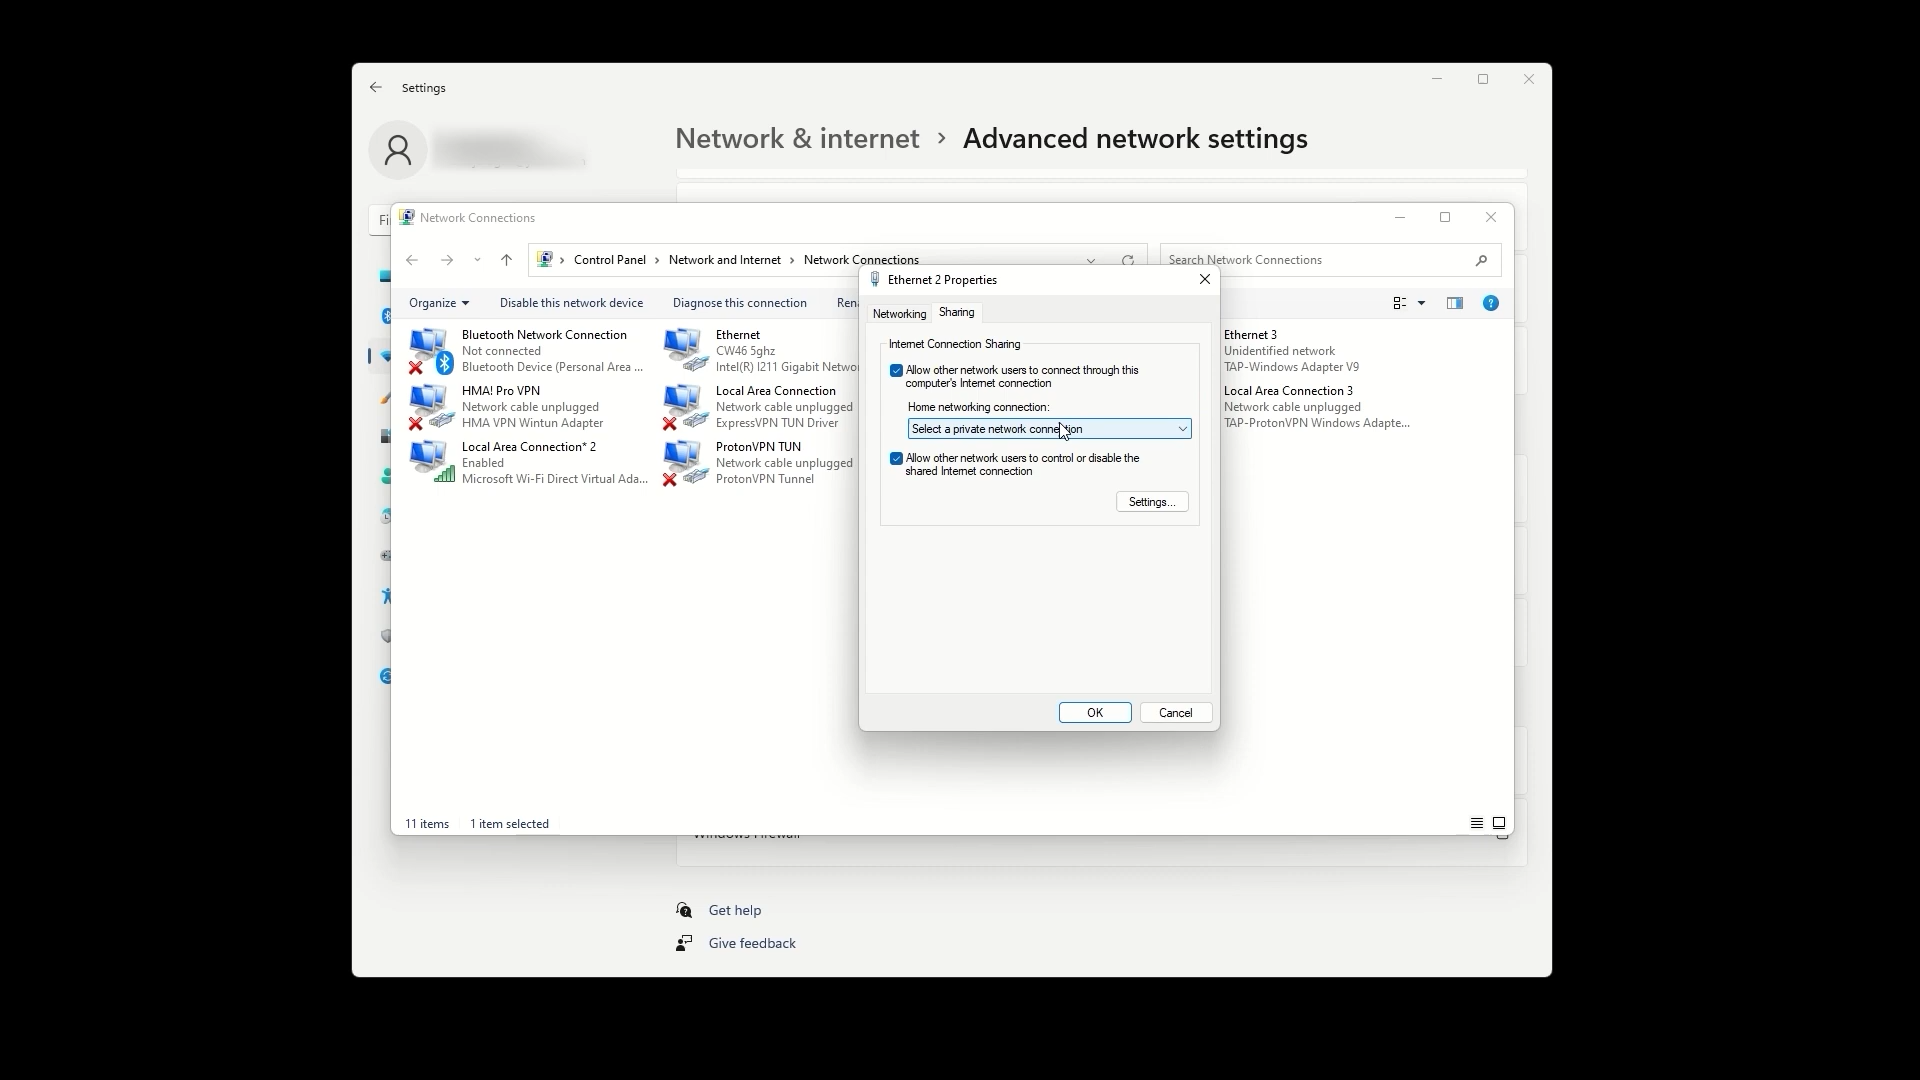 Settings
Network & internet › Advanced network settings
Fi
Network Connections
Control Panel › Network and Internet › Network Connections
Search Network Connections
Organize
Disable this network device
Diagnose this connection
Bluetooth Network Connection
Not connected
Bluetooth Device (Personal Area ...
Ethernet
CW46 5ghz
Intel(R) I211 Gigabit Netwo
Ethernet 3
Unidentified network
TAP-Windows Adapter V9
HMA! Pro VPN
Network cable unplugged
HMA VPN Wintun Adapter
Local Area Connection
Network cable unplugged
ExpressVPN TUN Driver
Local Area Connection 3
Network cable unplugged
TAP-ProtonVPN Windows Adapte...
Local Area Connection* 2
Enabled
Microsoft Wi-Fi Direct Virtual Ada...
ProtonVPN TUN
Network cable unplugged
ProtonVPN Tunnel
Ethernet 2 Properties
Networking
Sharing
Internet Connection Sharing
Allow other network users to connect through this
computer's Internet connection
Home networking connection:
Select a private network connection
Allow other network users to control or disable the
shared Internet connection
Settings...
OK
Cancel
11 items
1 item selected
Windows Firewall
Get help
Give feedback